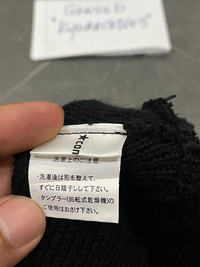 GRAILED
★can
洗濯上のご注意
・洗濯後は形を整えて、
すぐに日陰干しして下さい。
・タンブラー(回転式乾燥機)の
ご使用はおさけ下さい。